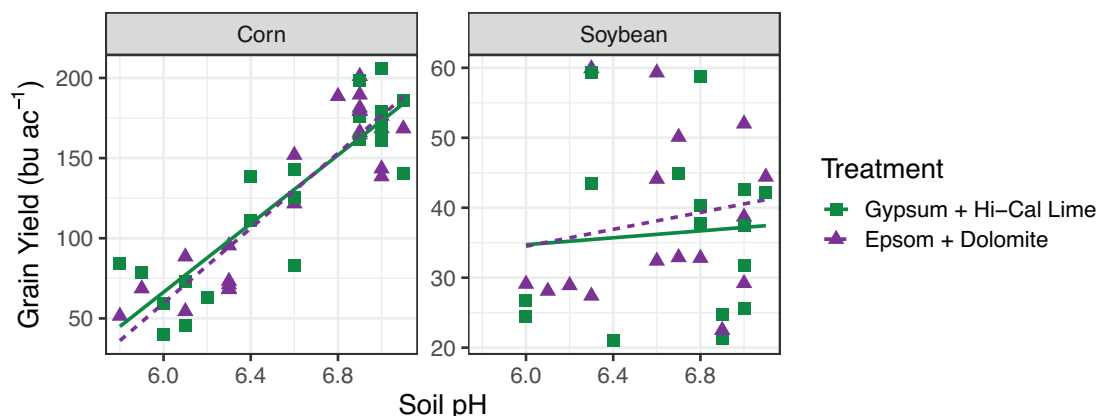 Corn
Soybean
Grain Yield (bu ac⁻¹)
200
150
100
50
60
50
40
30
20
6.0
6.4
6.8
6.0
6.4
6.8
Soil pH
Treatment
Gypsum + Hi−Cal Lime
Epsom + Dolomite